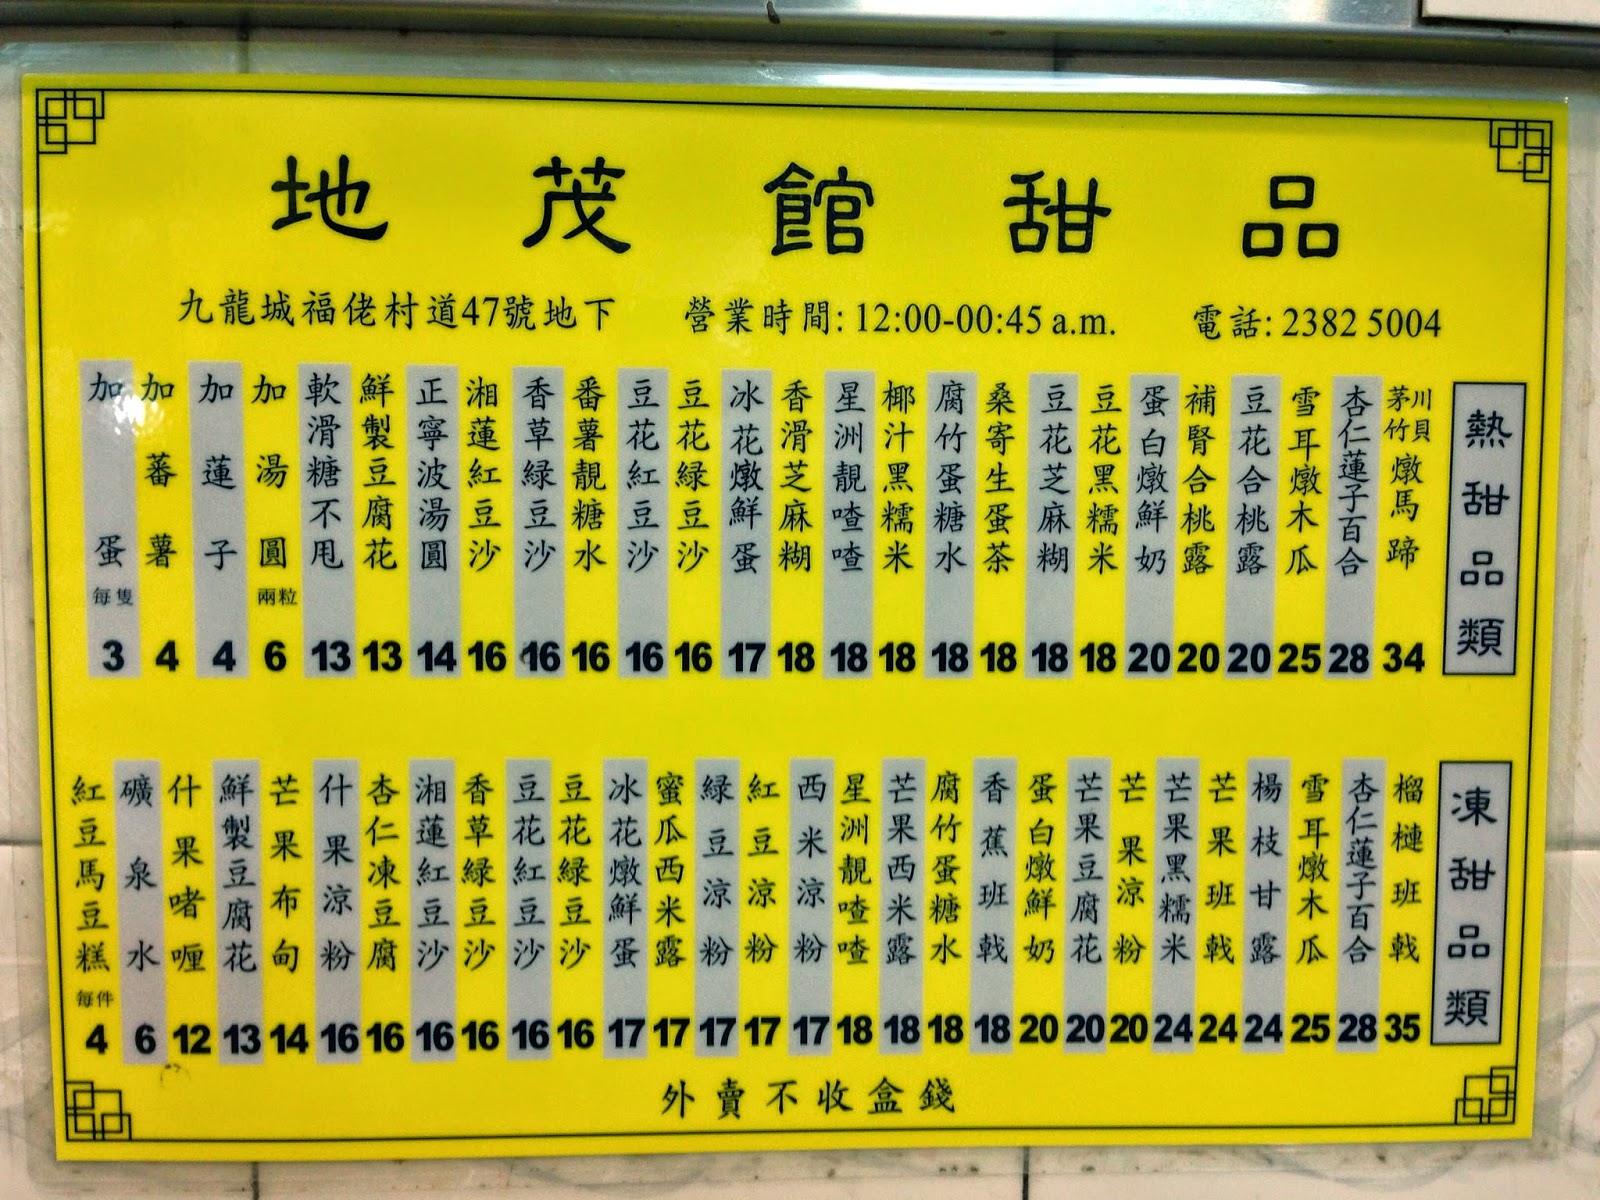 地茂館甜品
九龍城福佬村道47號地下 營業時間: 12:00-00:45 a.m. 電話: 2382 5004
熱甜品類
川貝茅竹燉馬蹄 34
杏仁蓮子百合 28
雪耳燉木瓜 25
豆花合桃露 20
補腎合桃露 20
蛋白燉鮮奶 20
豆花黑糯米 18
豆花芝麻糊 18
桑寄生蛋茶 18
腐竹蛋糖水 18
椰汁黑糯米 18
星洲靚喳喳 18
香滑芝麻糊 18
冰花燉鮮蛋 17
豆花綠豆沙 16
豆花紅豆沙 16
番薯靚糖水 16
香草綠豆沙 16
湘蓮紅豆沙 16
正寧波湯圓 14
鮮製豆腐花 13
軟滑糖不甩 13
加湯圓 兩粒 6
加蓮子 4
加蕃薯 4
加蛋 每隻 3
凍甜品類
榴槤班戟 35
杏仁蓮子百合 28
雪耳燉木瓜 25
楊枝甘露 24
芒果班戟 24
芒果黑糯米 24
芒果涼粉 20
芒果豆腐花 20
蛋白燉鮮奶 20
香蕉班戟 18
腐竹蛋糖水 18
芒果西米露 18
星洲靚喳喳 18
西米涼粉 17
紅豆涼粉 17
綠豆涼粉 17
蜜瓜西米露 17
冰花燉鮮蛋 17
豆花綠豆沙 16
豆花紅豆沙 16
香草綠豆沙 16
湘蓮紅豆沙 16
杏仁凍豆腐 16
什果涼粉 16
芒果布甸 14
鮮製豆腐花 13
什果啫喱 12
礦泉水 6
紅豆馬豆糕 每件 4
外賣不收盒錢